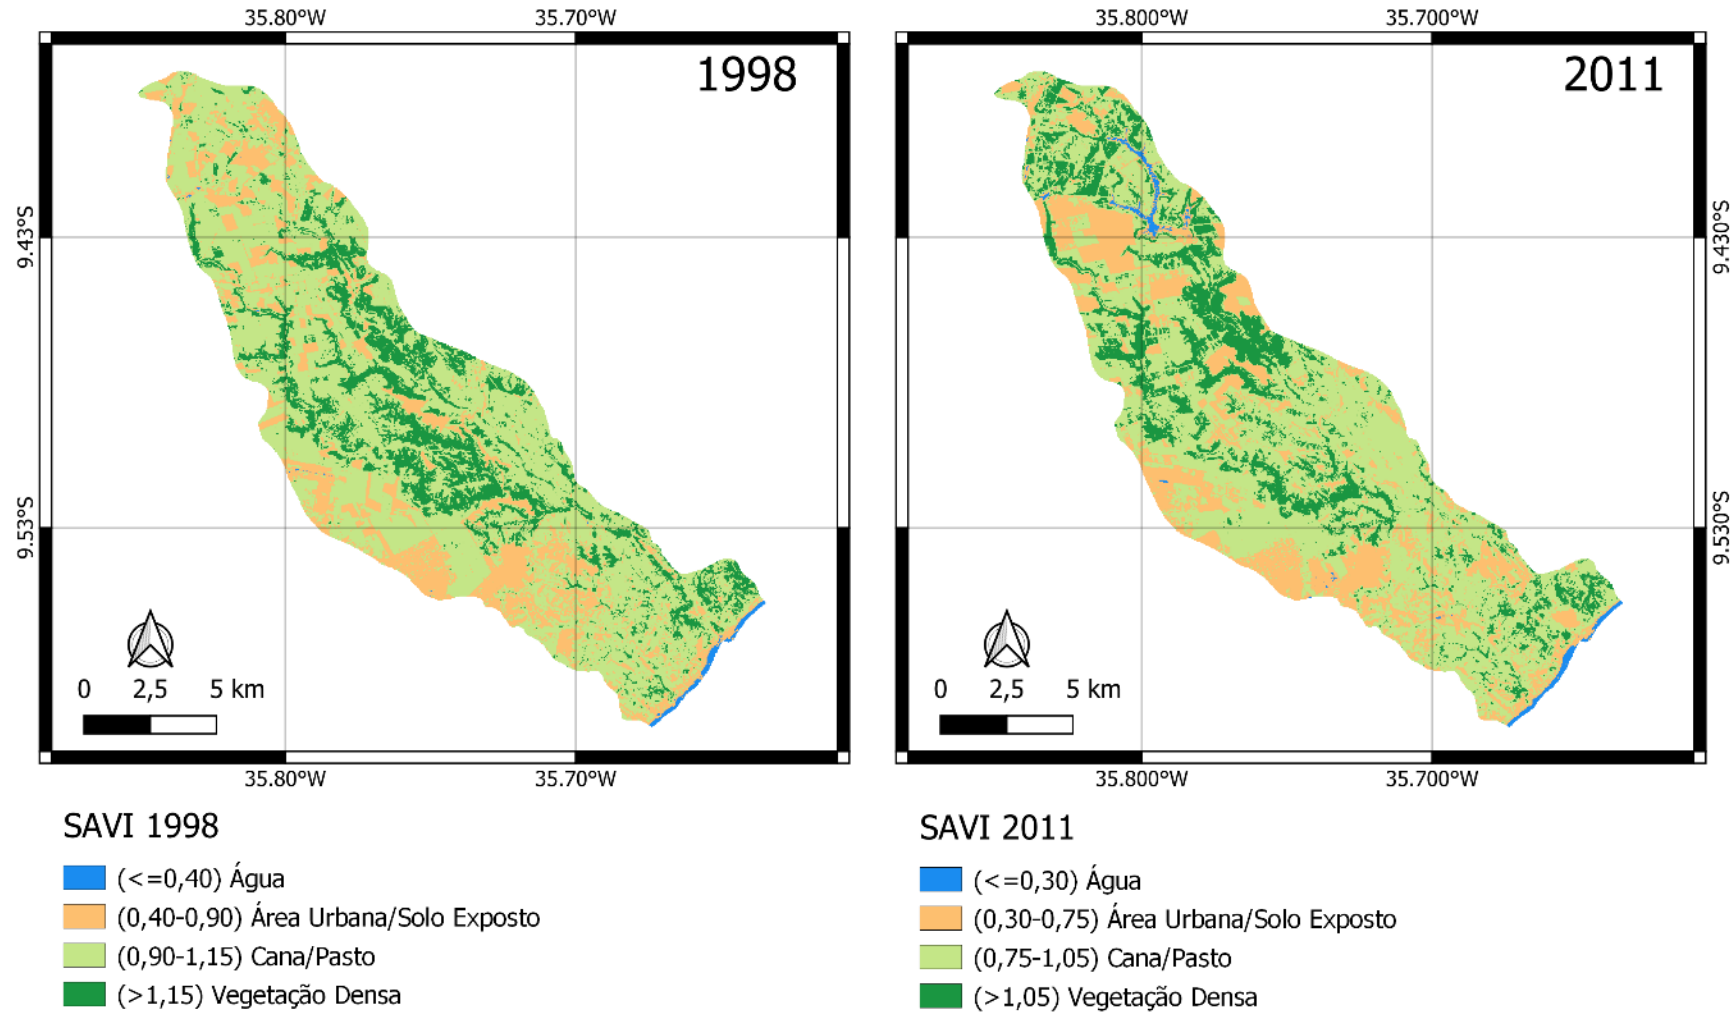 35.80°W 35.70°W
1998
9.43°S
9.53°S
0 2,5 5 km
35.80°W 35.70°W
SAVI 1998
(<=0,40) Água
(0,40-0,90) Área Urbana/Solo Exposto
(0,90-1,15) Cana/Pasto
(>1,15) Vegetação Densa
35.800°W 35.700°W
2011
9.430°S
9.530°S
0 2,5 5 km
35.800°W 35.700°W
SAVI 2011
(<=0,30) Água
(0,30-0,75) Área Urbana/Solo Exposto
(0,75-1,05) Cana/Pasto
(>1,05) Vegetação Densa